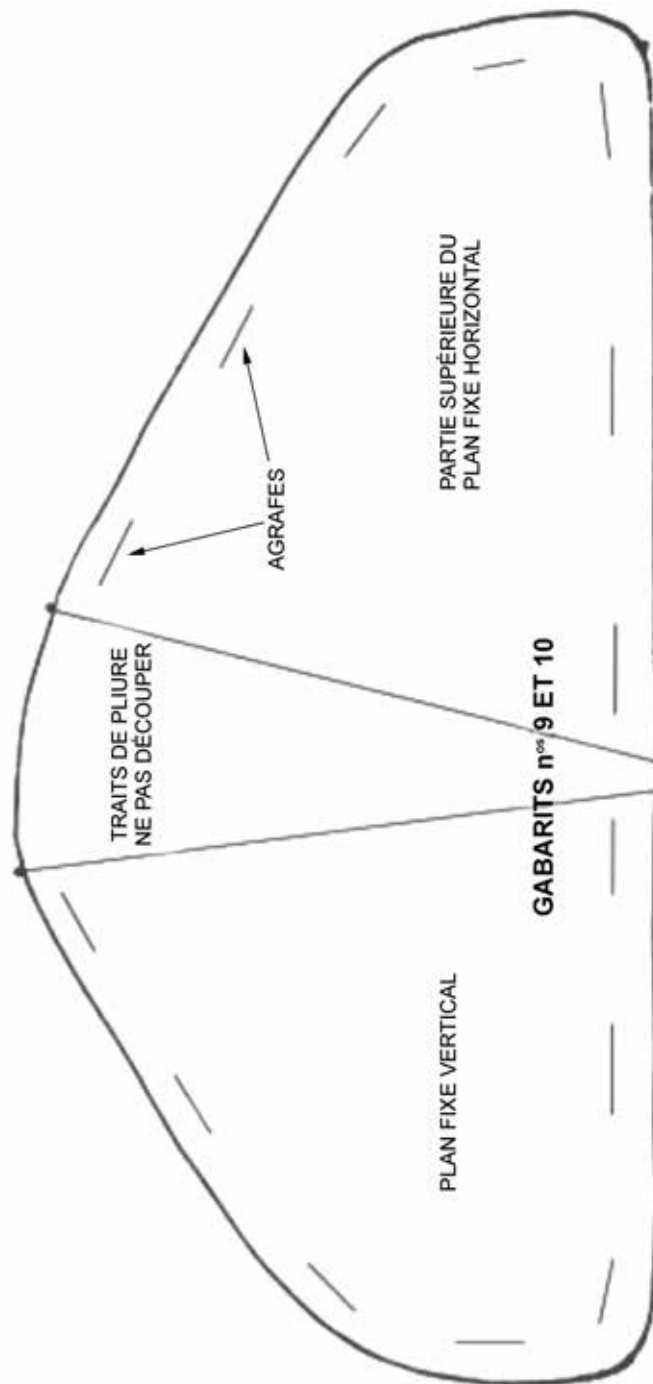 TRAITS DE PLIURE
NE PAS DÉCOUPER
AGRAFES
PARTIE SUPÉRIEURE DU
PLAN FIXE HORIZONTAL
PLAN FIXE VERTICAL
GABARITS nᵒˢ 9 ET 10